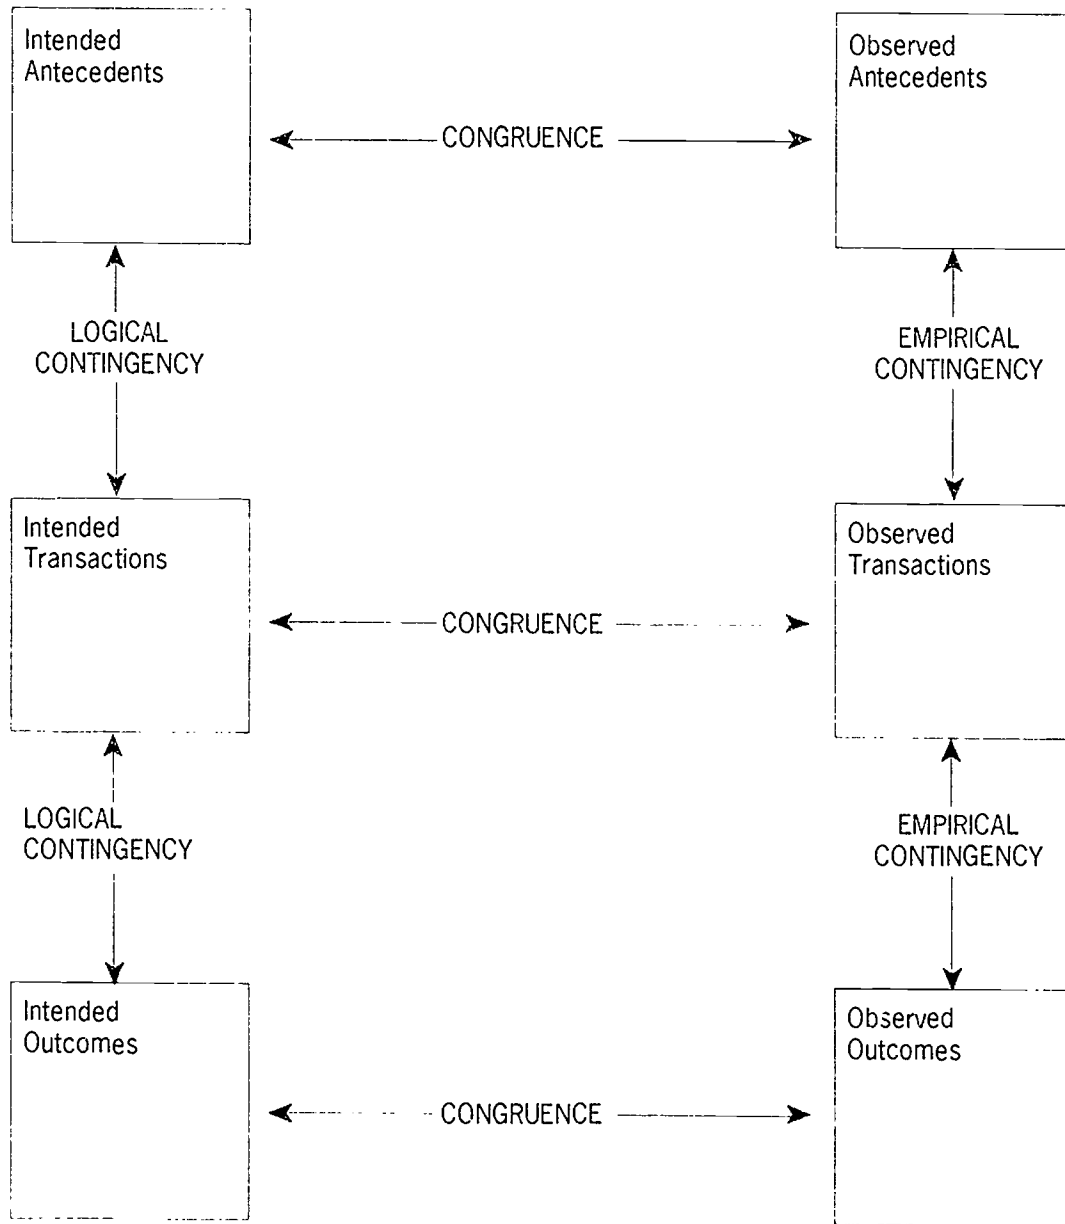 Intended
Antecedents
Observed
Antecedents
CONGRUENCE
LOGICAL
CONTINGENCY
EMPIRICAL
CONTINGENCY
Intended
Transactions
Observed
Transactions
CONGRUENCE
LOGICAL
CONTINGENCY
EMPIRICAL
CONTINGENCY
Intended
Outcomes
Observed
Outcomes
CONGRUENCE